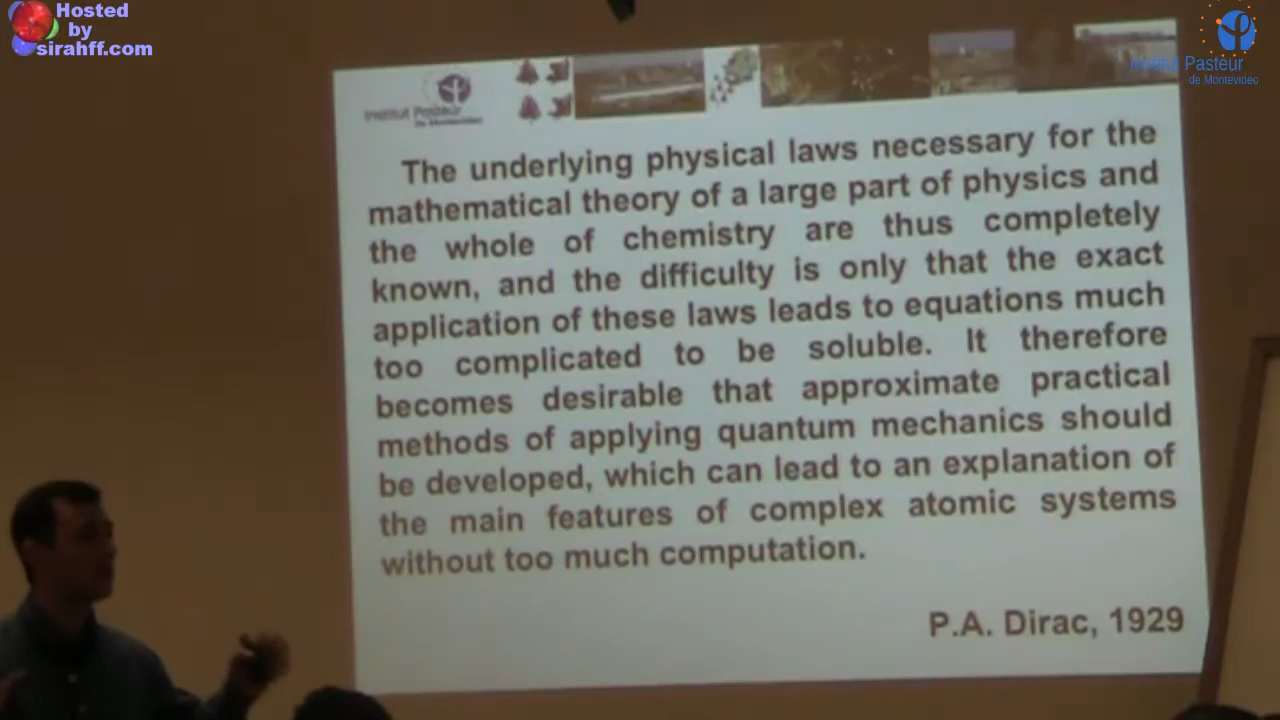 Hosted
by
sirahff.com
Institut Pasteur
de Montevideo
Institut Pasteur
De Montevideo
The underlying physical laws necessary for the
mathematical theory of a large part of physics and
the whole of chemistry are thus completely
known, and the difficulty is only that the exact
application of these laws leads to equations much
too complicated to be soluble. It therefore
becomes desirable that approximate practical
methods of applying quantum mechanics should
be developed, which can lead to an explanation of
the main features of complex atomic systems
without too much computation.
P.A. Dirac, 1929